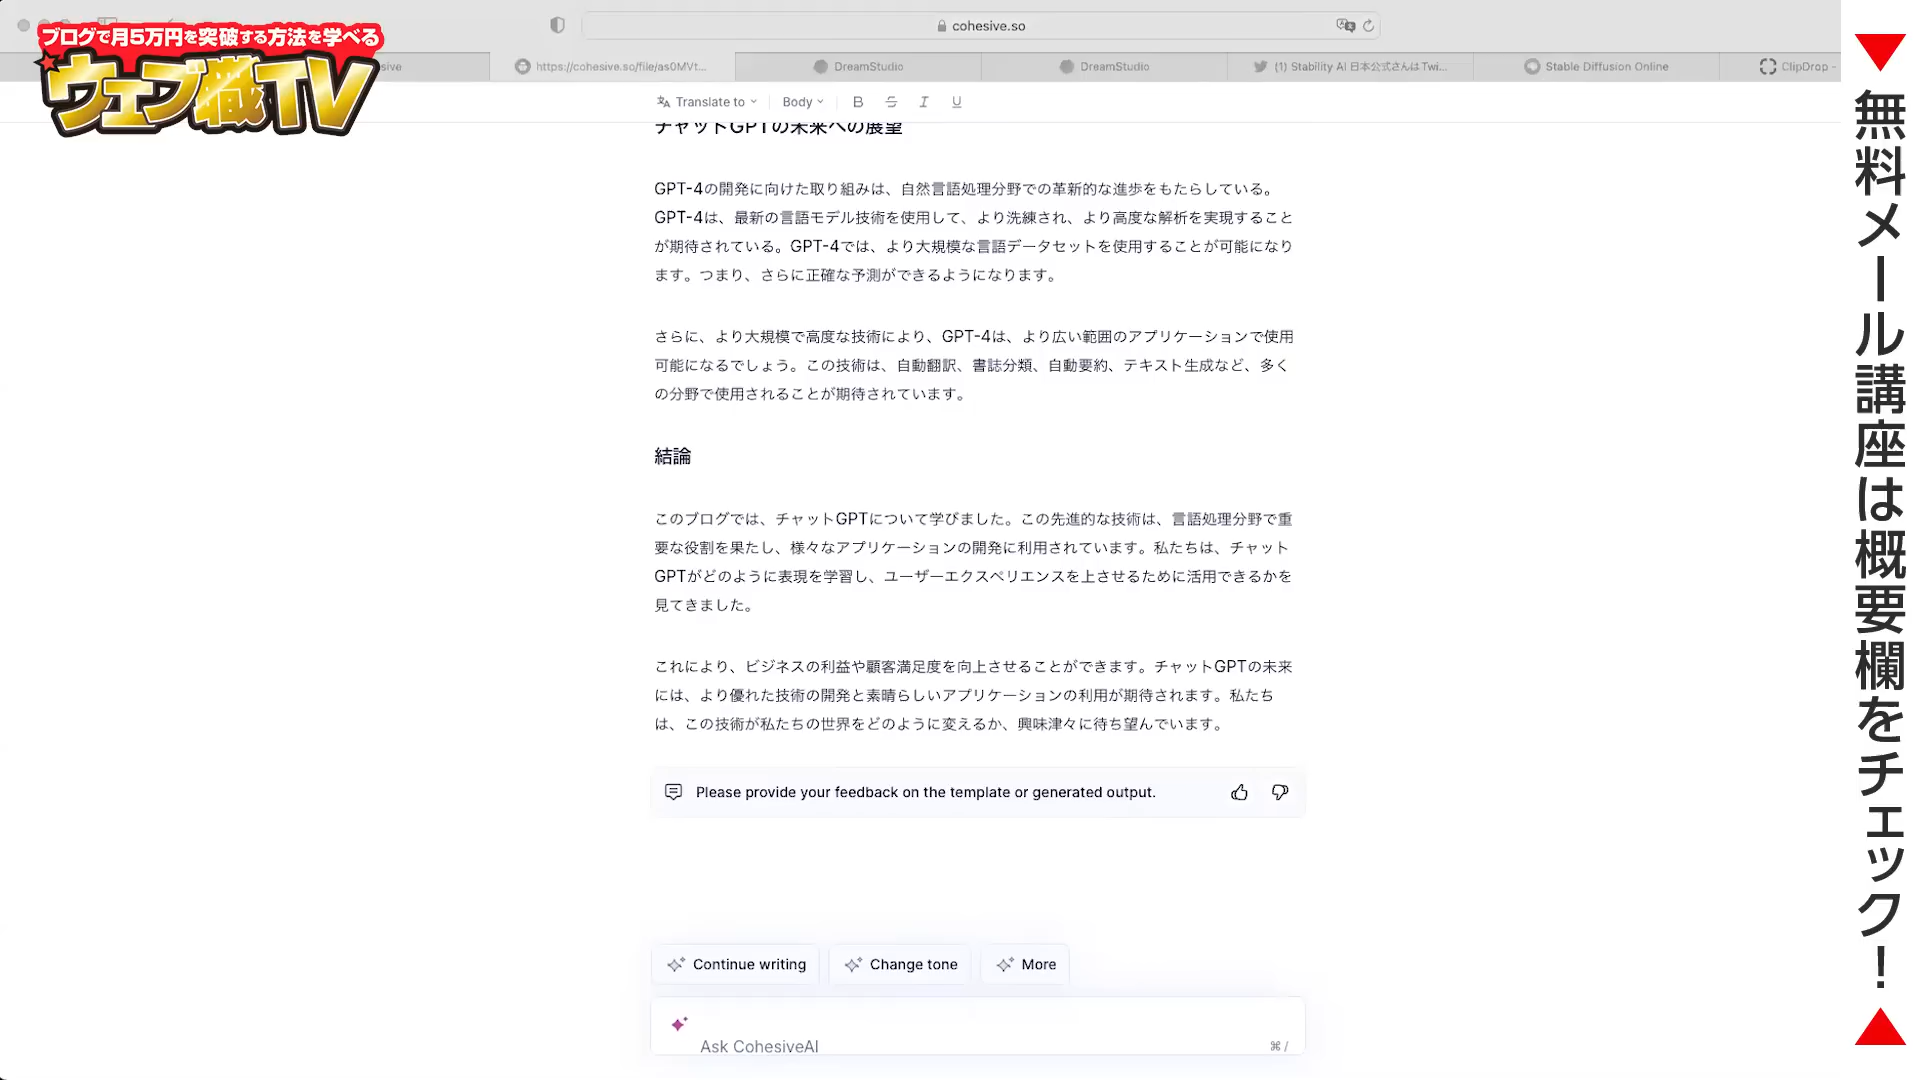 ブログで月5万円を突破する方法を学べる
ウェブ職TV
cohesive.so
sive
https://cohesive.so/file/as0MVt...
DreamStudio
DreamStudio
(1) Stability AI 日本公式さんはTwi...
Stable Diffusion Online
ClipDrop -
Translate to
Body
B S I U
チャットGPTの未来への展望
GPT-4の開発に向けた取り組みは、自然言語処理分野での革新的な進歩をもたらしている。
GPT-4は、最新の言語モデル技術を使用して、より洗練され、より高度な解析を実現すること
が期待されている。GPT-4では、より大規模な言語データセットを使用することが可能になり
ます。つまり、さらに正確な予測ができるようになります。
さらに、より大規模で高度な技術により、GPT-4は、より広い範囲のアプリケーションで使用
可能になるでしょう。この技術は、自動翻訳、書誌分類、自動要約、テキスト生成など、多く
の分野で使用されることが期待されています。
結論
このブログでは、チャットGPTについて学びました。この先進的な技術は、言語処理分野で重
要な役割を果たし、様々なアプリケーションの開発に利用されています。私たちは、チャット
GPTがどのように表現を学習し、ユーザーエクスペリエンスを上させるために活用できるかを
見てきました。
これにより、ビジネスの利益や顧客満足度を向上させることができます。チャットGPTの未来
には、より優れた技術の開発と素晴らしいアプリケーションの利用が期待されます。私たち
は、この技術が私たちの世界をどのように変えるか、興味津々に待ち望んでいます。
Please provide your feedback on the template or generated output.
Continue writing
Change tone
More
Ask CohesiveAI
⌘ /
無料メール講座は概要欄をチェック！